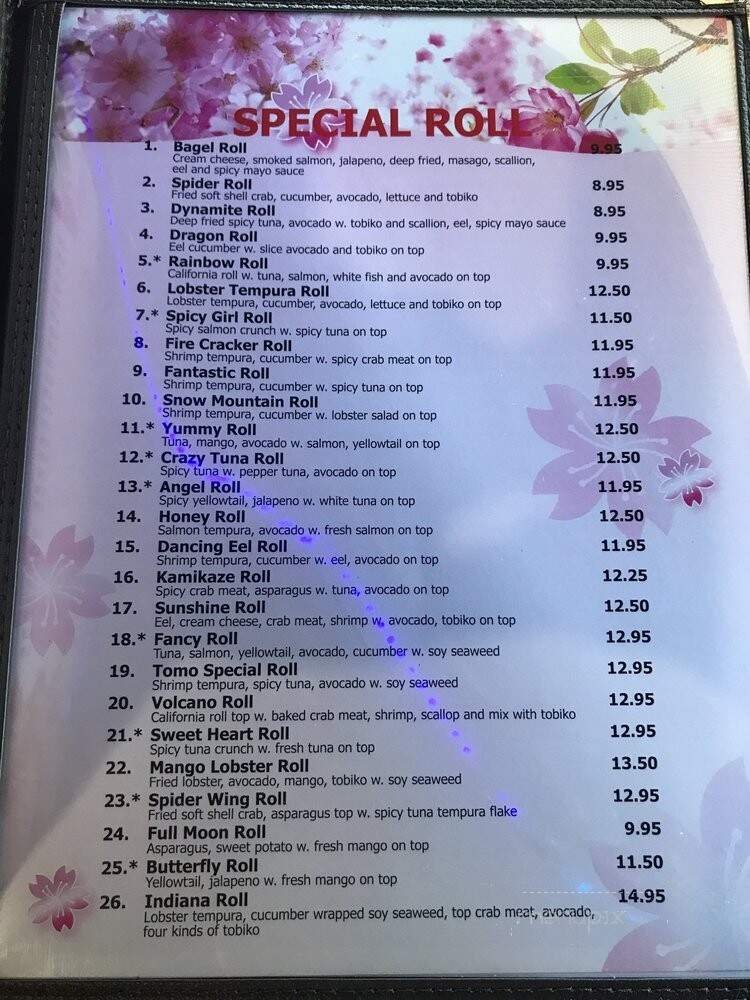 SPECIAL ROLL
1. Bagel Roll 9.95
Cream cheese, smoked salmon, jalapeno, deep fried, masago, scallion,
eel and spicy mayo sauce
2. Spider Roll 8.95
Fried soft shell crab, cucumber, avocado, lettuce and tobiko
3. Dynamite Roll 8.95
Deep fried spicy tuna, avocado w. tobiko and scallion, eel, spicy mayo sauce
4. Dragon Roll 9.95
Eel cucumber w. slice avocado and tobiko on top
5.* Rainbow Roll 9.95
California roll w. tuna, salmon, white fish and avocado on top
6. Lobster Tempura Roll 12.50
Lobster tempura, cucumber, avocado, lettuce and tobiko on top
7.* Spicy Girl Roll 11.50
Spicy salmon crunch w. spicy tuna on top
8. Fire Cracker Roll 11.95
Shrimp tempura, cucumber w. spicy crab meat on top
9. Fantastic Roll 11.95
Shrimp tempura, cucumber w. spicy tuna on top
10. Snow Mountain Roll 11.95
Shrimp tempura, cucumber w. lobster salad on top
11.* Yummy Roll 12.50
Tuna, mango, avocado w. salmon, yellowtail on top
12.* Crazy Tuna Roll 12.50
Spicy tuna w. pepper tuna, avocado on top
13.* Angel Roll 11.95
Spicy yellowtail, jalapeno w. white tuna on top
14. Honey Roll 12.50
Salmon tempura, avocado w. fresh salmon on top
15. Dancing Eel Roll 11.95
Shrimp tempura, cucumber w. eel, avocado on top
16. Kamikaze Roll 12.25
Spicy crab meat, asparagus w. tuna, avocado on top
17. Sunshine Roll 12.50
Eel, cream cheese, crab meat, shrimp w, avocado, tobiko on top
18.* Fancy Roll 12.95
Tuna, salmon, yellowtail, avocado, cucumber w. soy seaweed
19. Tomo Special Roll 12.95
Shrimp tempura, spicy tuna, avocado w. soy seaweed
20. Volcano Roll 12.95
California roll top w. baked crab meat, shrimp, scallop and mix with tobiko
21.* Sweet Heart Roll 12.95
Spicy tuna crunch w. fresh tuna on top
22. Mango Lobster Roll 13.50
Fried lobster, avocado, mango, tobiko w. soy seaweed
23.* Spider Wing Roll 12.95
Fried soft shell crab, asparagus top w. spicy tuna tempura flake
24. Full Moon Roll 9.95
Asparagus, sweet potato w. fresh mango on top
25.* Butterfly Roll 11.50
Yellowtail, jalapeno w. fresh mango on top
26. Indiana Roll 14.95
Lobster tempura, cucumber wrapped soy seaweed, top crab meat, avocado,
four kinds of tobiko